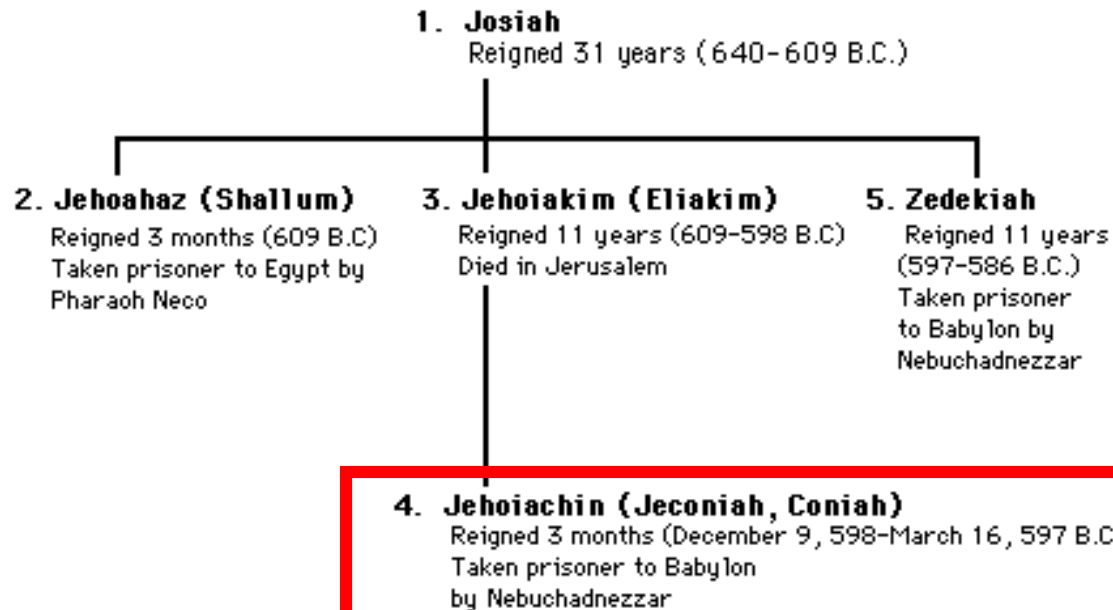 1. Josiah
Reigned 31 years (640-609 B.C.)
2. Jehoahaz (Shallum)
Reigned 3 months (609 B.C)
Taken prisoner to Egypt by
Pharaoh Neco
3. Jehoiakim (Eliakim)
Reigned 11 years (609-598 B.C)
Died in Jerusalem
5. Zedekiah
Reigned 11 years
(597-586 B.C.)
Taken prisoner
to Babylon by
Nebuchadnezzar
4. Jehoiachin (Jeconiah, Coniah)
Reigned 3 months (December 9, 598-March 16, 597 B.C
Taken prisoner to Babylon
by Nebuchadnezzar